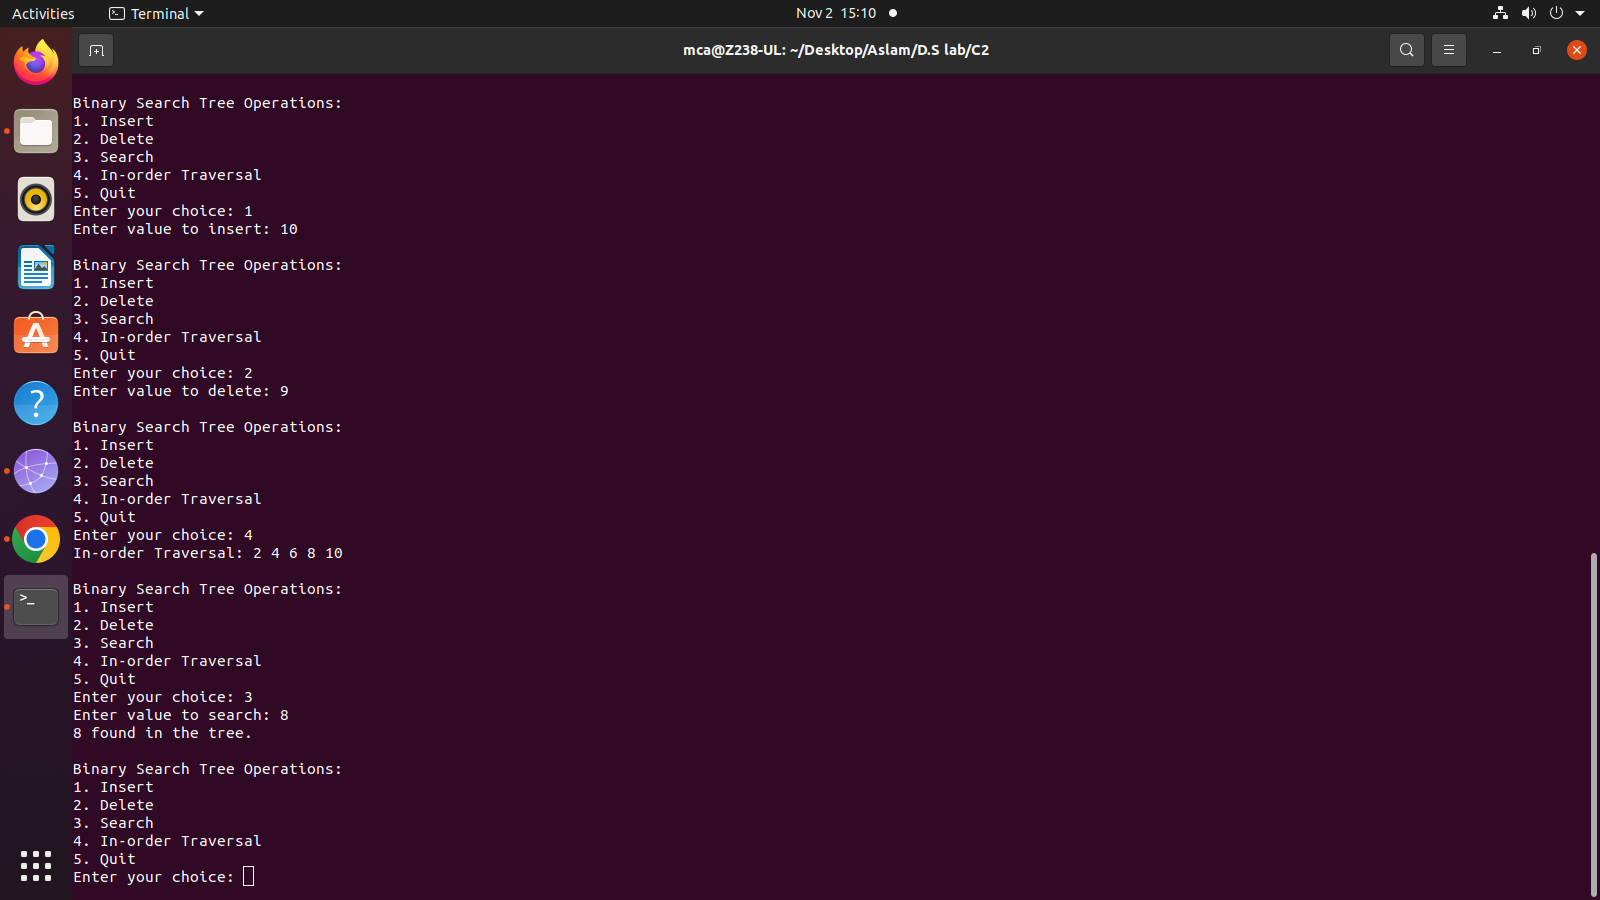 Activities
Terminal
Nov 2 15:10
mca@Z238-UL: ~/Desktop/Aslam/D.S lab/C2
Binary Search Tree Operations:
1. Insert
2. Delete
3. Search
4. In-order Traversal
5. Quit
Enter your choice: 1
Enter value to insert: 10
Binary Search Tree Operations:
1. Insert
2. Delete
3. Search
4. In-order Traversal
5. Quit
Enter your choice: 2
Enter value to delete: 9
Binary Search Tree Operations:
1. Insert
2. Delete
3. Search
4. In-order Traversal
5. Quit
Enter your choice: 4
In-order Traversal: 2 4 6 8 10
Binary Search Tree Operations:
1. Insert
2. Delete
3. Search
4. In-order Traversal
5. Quit
Enter your choice: 3
Enter value to search: 8
8 found in the tree.
Binary Search Tree Operations:
1. Insert
2. Delete
3. Search
4. In-order Traversal
5. Quit
Enter your choice: